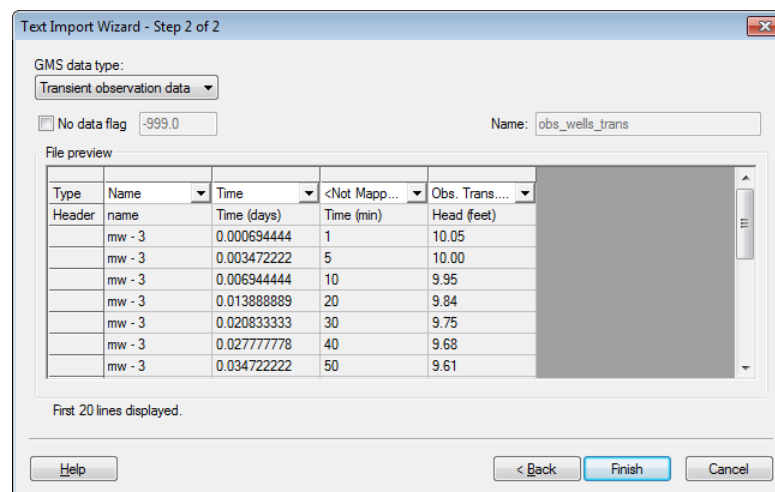 Text Import Wizard - Step 2 of 2
GMS data type:
Transient observation data
No data flag -999.0 Name: obs_wells_trans
File preview
Type Name Time <Not Mapp... Obs. Trans....
Header name Time (days) Time (min) Head (feet)
mw - 3 0.000694444 1 10.05
mw - 3 0.003472222 5 10.00
mw - 3 0.006944444 10 9.95
mw - 3 0.013888889 20 9.84
mw - 3 0.020833333 30 9.75
mw - 3 0.027777778 40 9.68
mw - 3 0.034722222 50 9.61
First 20 lines displayed.
Help < Back Finish Cancel